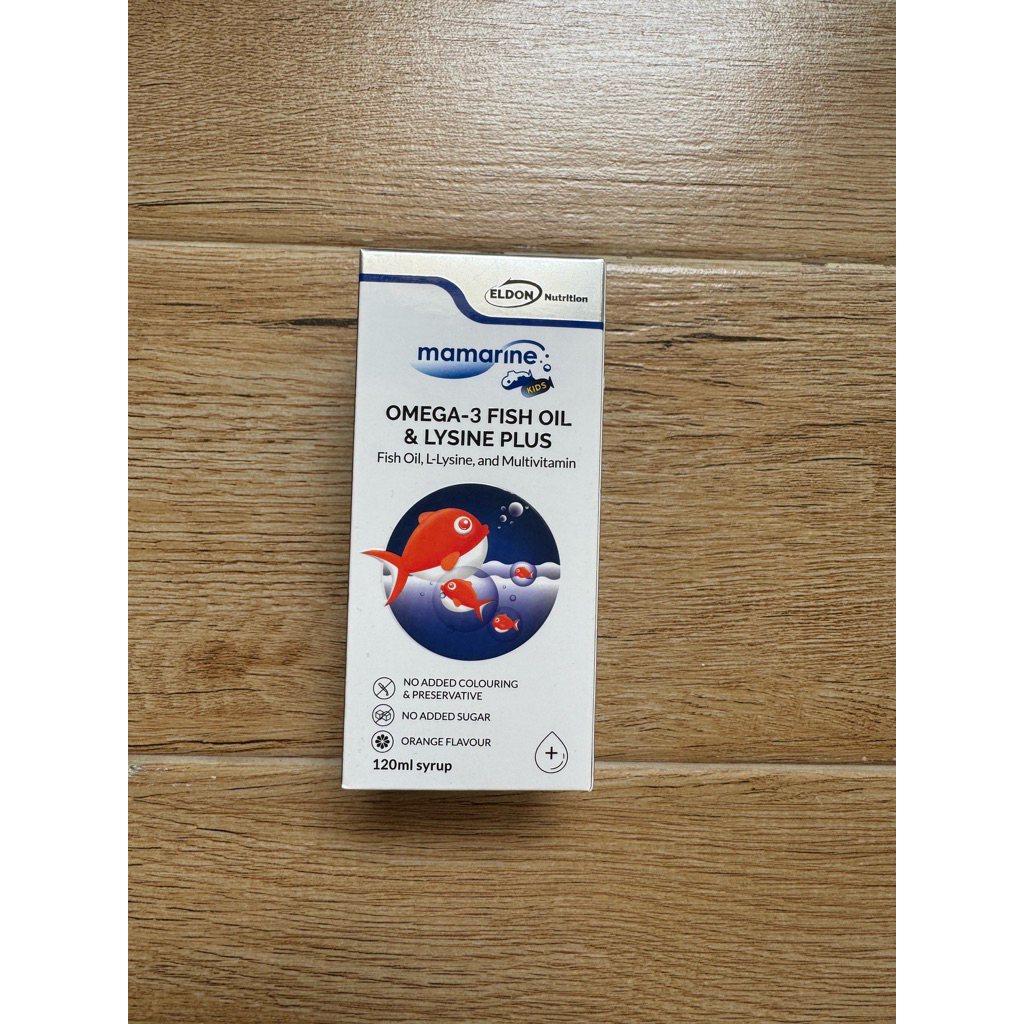 ELDON Nutrition
mamarine
KIDS
OMEGA-3 FISH OIL
& LYSINE PLUS
Fish Oil, L-Lysine, and Multivitamin
NO ADDED COLOURING
& PRESERVATIVE
NO ADDED SUGAR
ORANGE FLAVOUR
120ml syrup